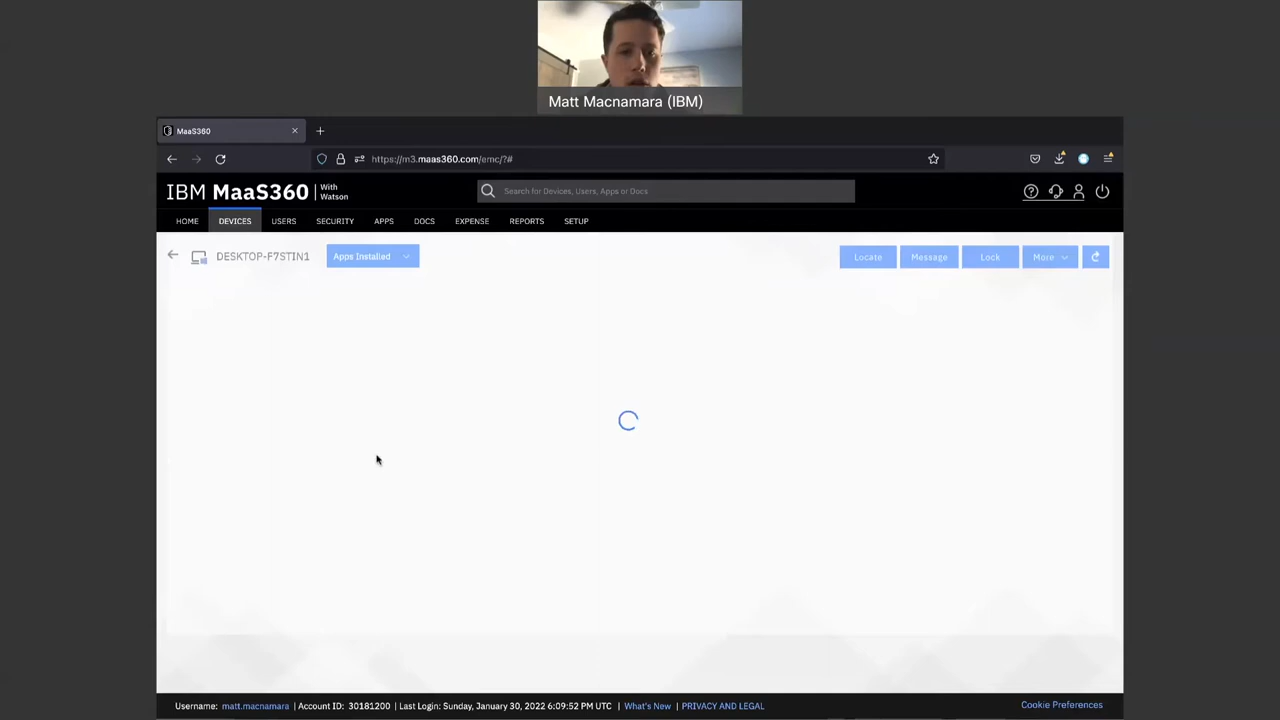 Matt Macnamara (IBM)
MaaS360
https://m3.maas360.com/emc/?#
IBM MaaS360 With Watson
Search for Devices, Users, Apps or Docs
HOME DEVICES USERS SECURITY APPS DOCS EXPENSE REPORTS SETUP
DESKTOP-F7STIN1 Apps Installed Locate Message Lock More
Username: matt.macnamara | Account ID: 30181200 | Last Login: Sunday, January 30, 2022 6:09:52 PM UTC | What's New | PRIVACY AND LEGAL Cookie Preferences